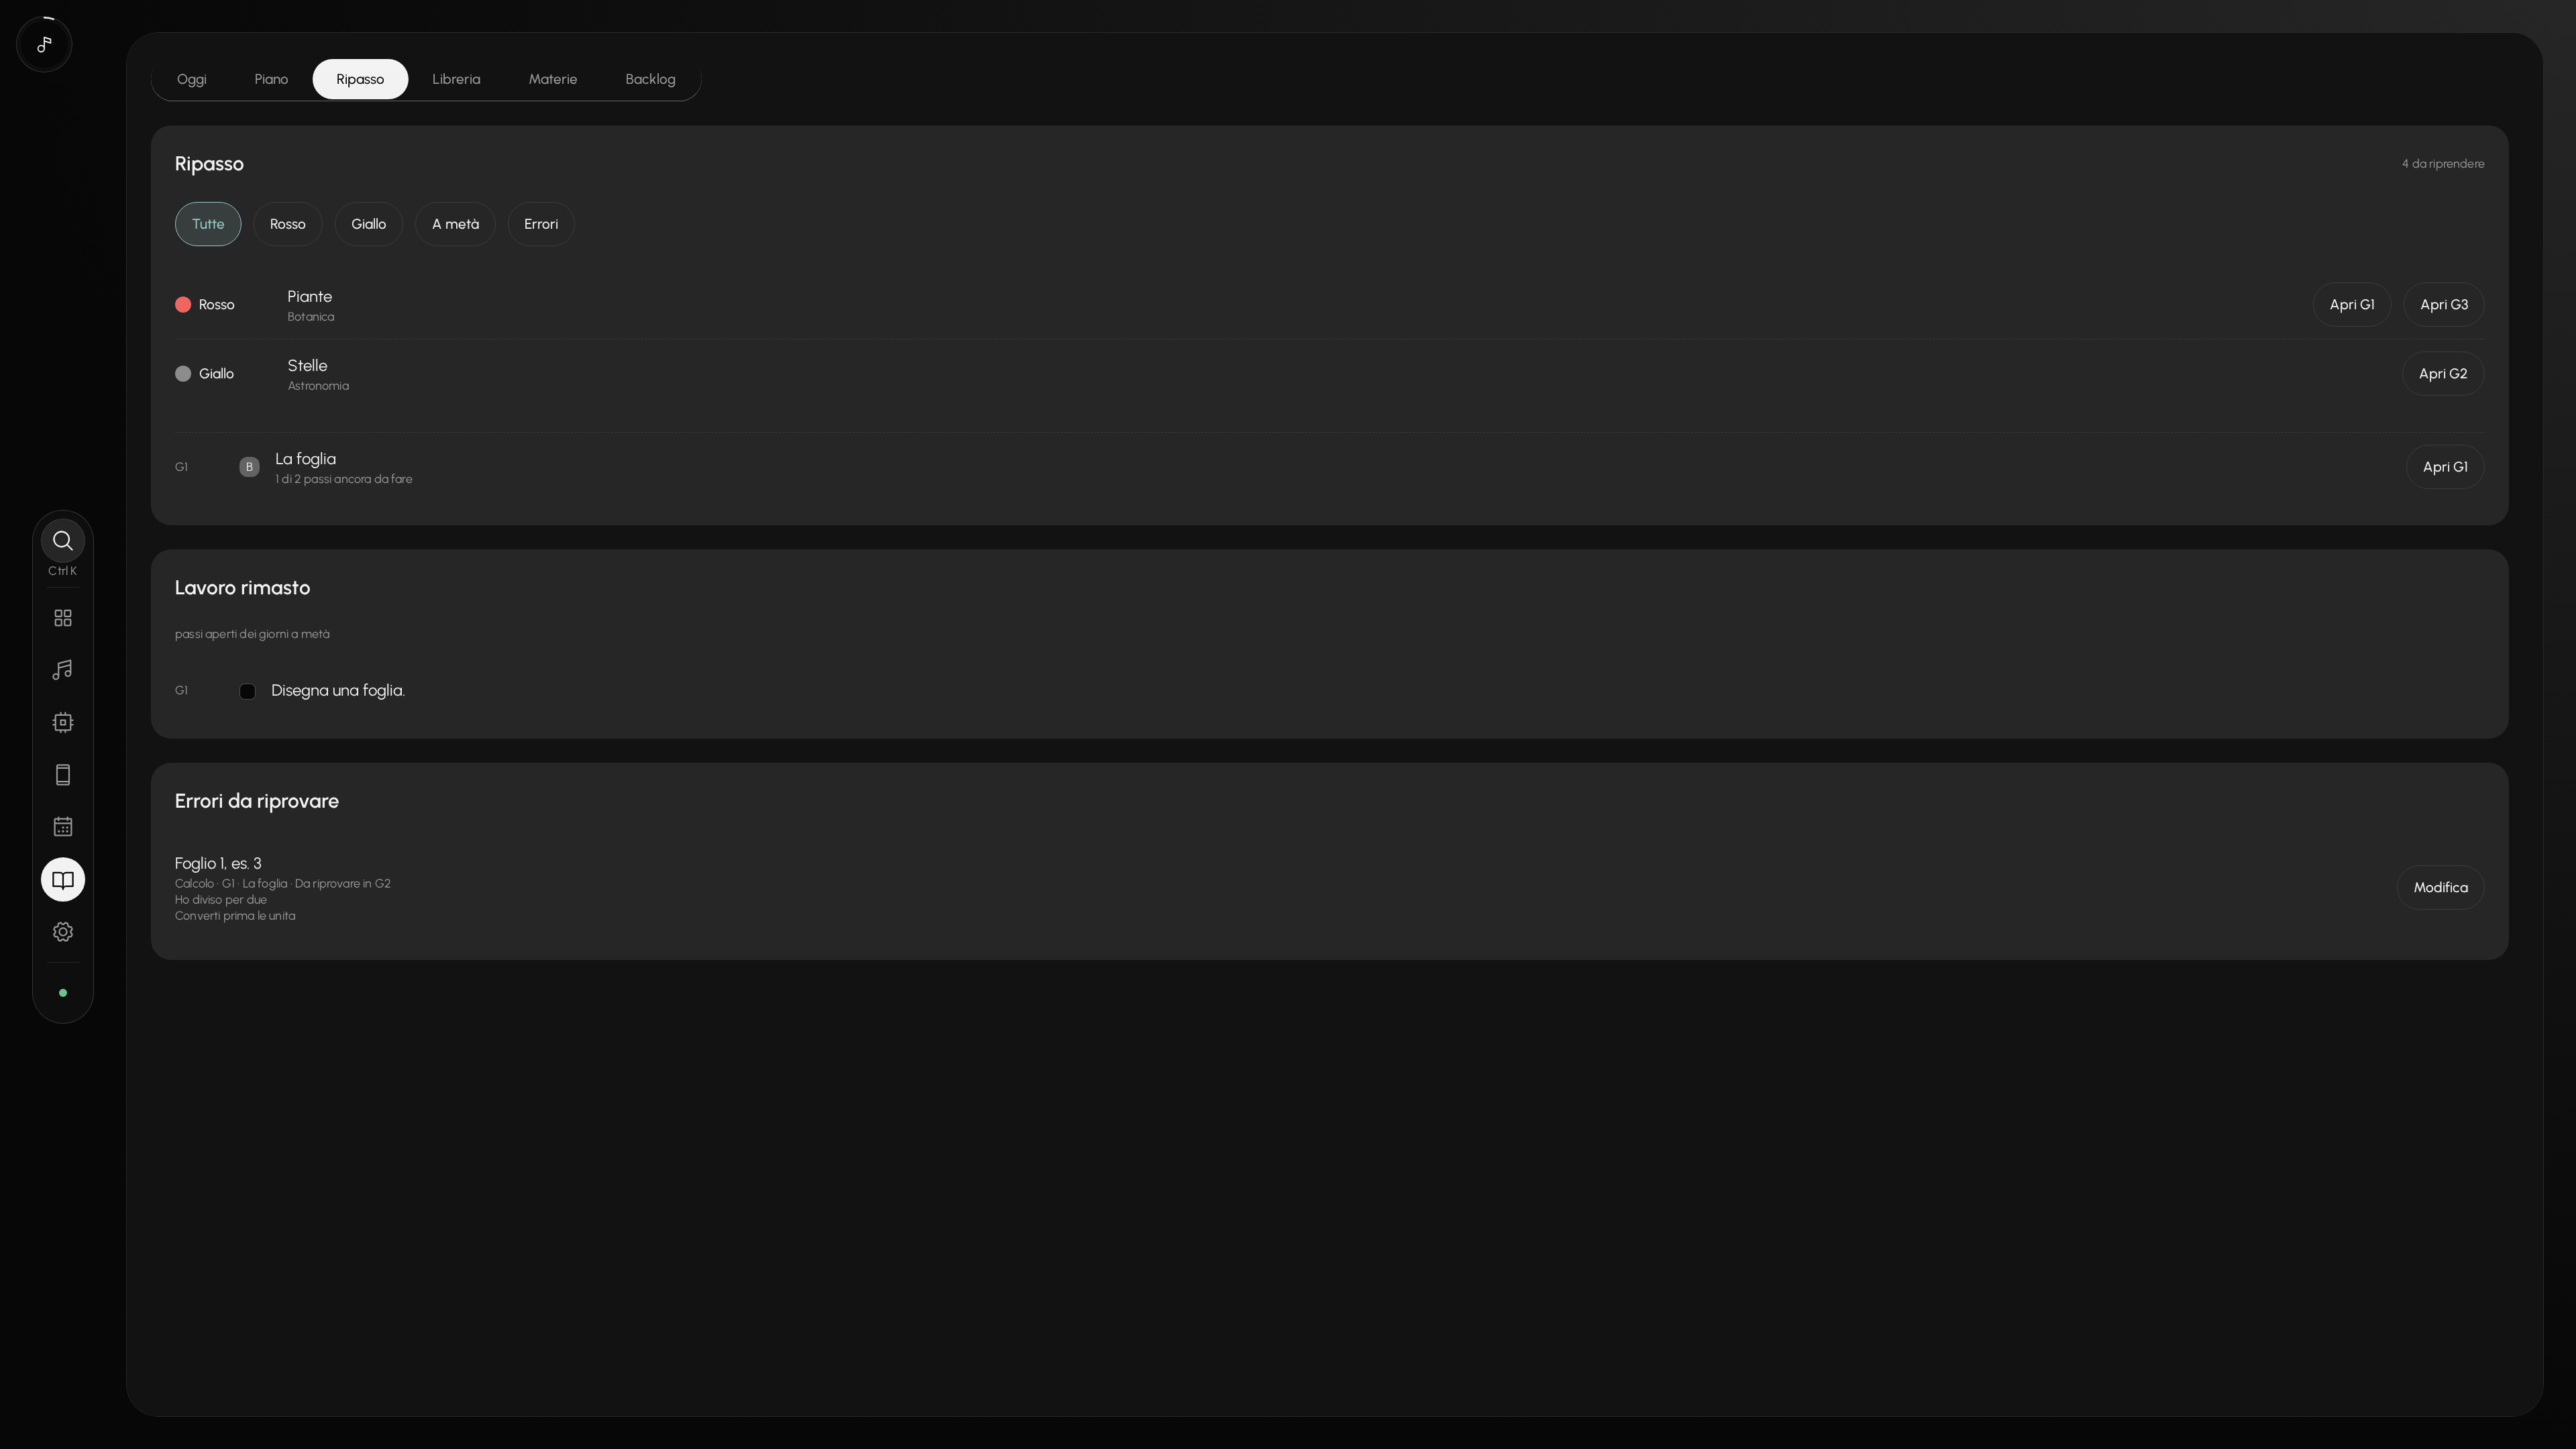 Oggi Piano Ripasso Libreria Materie Backlog
Ripasso
4 da riprendere
Tutte Rosso Giallo A metà Errori
Rosso
Piante
Botanica
Apri G1 Apri G3
Giallo
Stelle
Astronomia
Apri G2
G1
B
La foglia
1 di 2 passi ancora da fare
Apri G1
Ctrl K
Lavoro rimasto
passi aperti dei giorni a metà
G1
Disegna una foglia.
Errori da riprovare
Foglio 1, es. 3
Calcolo · G1 · La foglia · Da riprovare in G2
Ho diviso per due
Converti prima le unita
Modifica